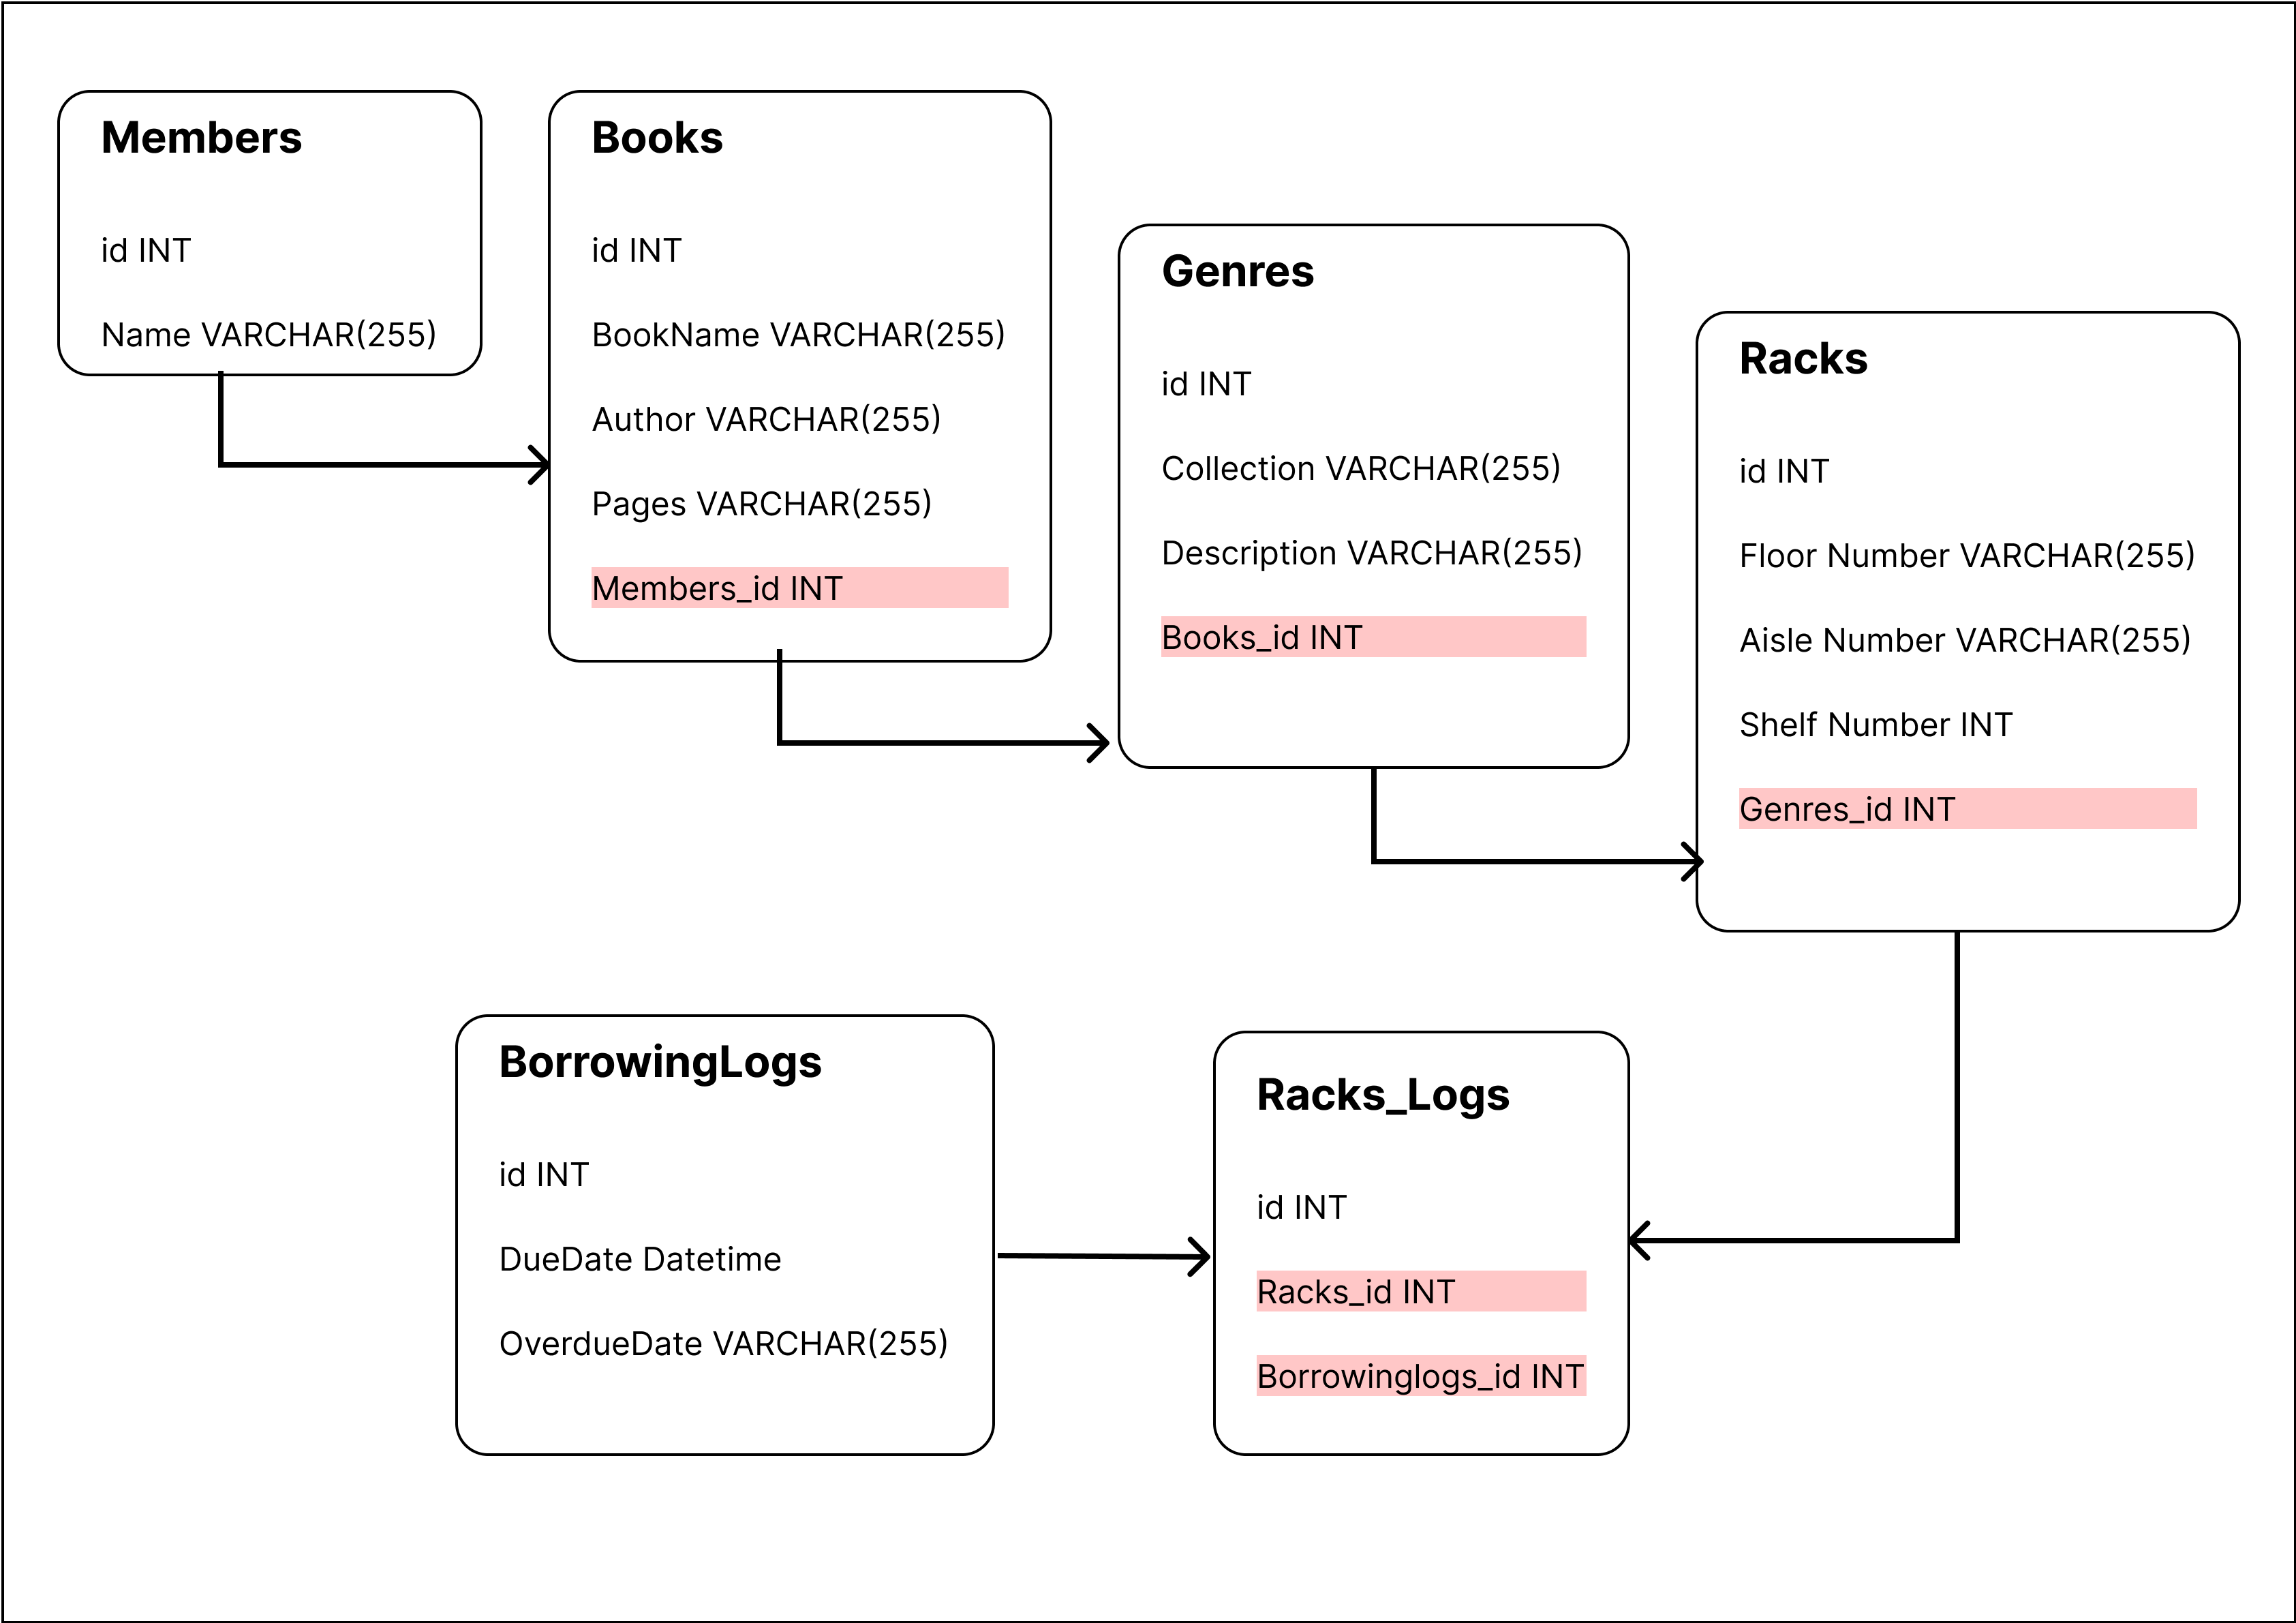 Members
id INT
Name VARCHAR(255)
Books
id INT
BookName VARCHAR(255)
Author VARCHAR(255)
Pages VARCHAR(255)
Members_id INT
Genres
id INT
Collection VARCHAR(255)
Description VARCHAR(255)
Books_id INT
Racks
id INT
Floor Number VARCHAR(255)
Aisle Number VARCHAR(255)
Shelf Number INT
Genres_id INT
BorrowingLogs
id INT
DueDate Datetime
OverdueDate VARCHAR(255)
Racks_Logs
id INT
Racks_id INT
Borrowinglogs_id INT